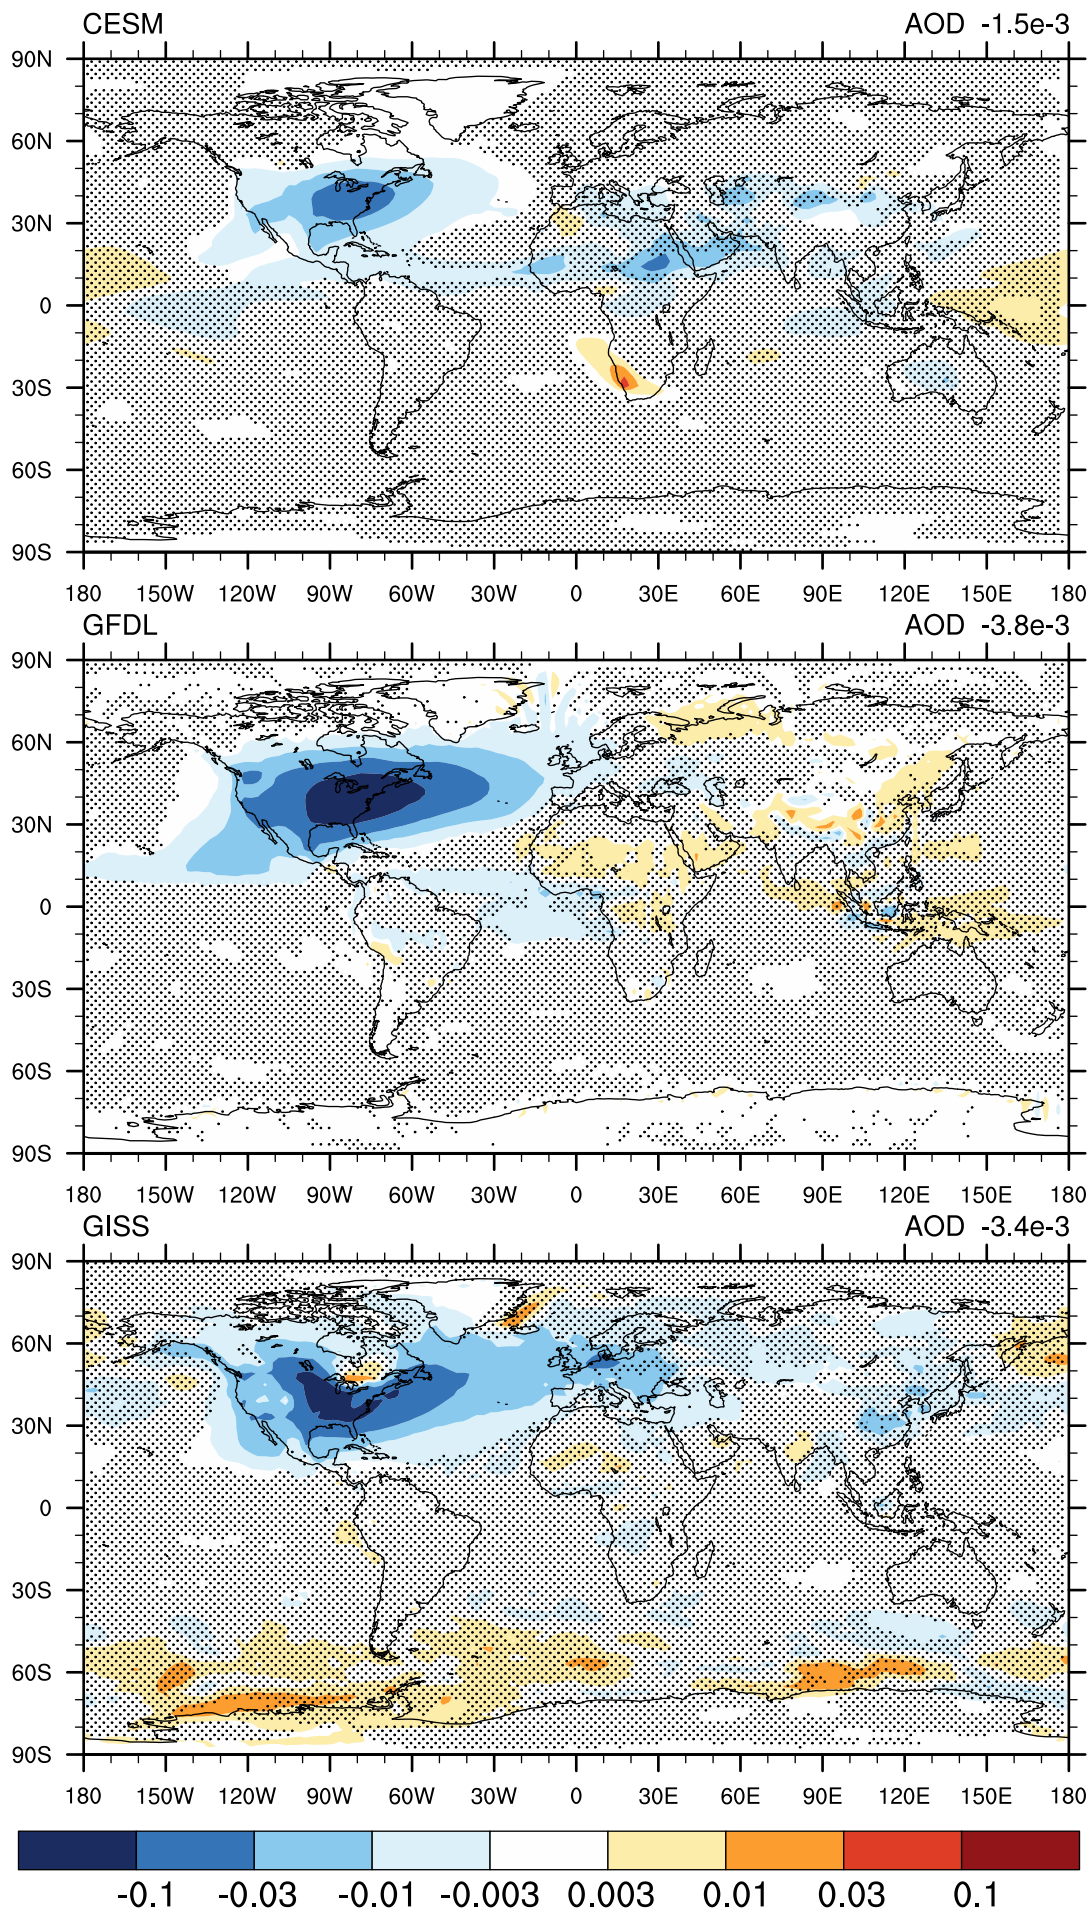 CESM AOD -1.5e-3
90N
60N
30N
0
30S
60S
90S
180 150W 120W 90W 60W 30W 0 30E 60E 90E 120E 150E 180
GFDL AOD -3.8e-3
90N
60N
30N
0
30S
60S
90S
180 150W 120W 90W 60W 30W 0 30E 60E 90E 120E 150E 180
GISS AOD -3.4e-3
90N
60N
30N
0
30S
60S
90S
180 150W 120W 90W 60W 30W 0 30E 60E 90E 120E 150E 180
-0.1 -0.03 -0.01 -0.003 0.003 0.01 0.03 0.1